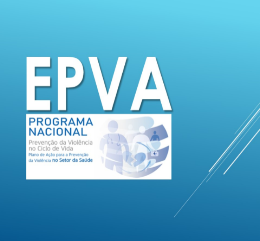 EPVA
PROGRAMA
NACIONAL
Prevenção da Violência
no Ciclo de Vida
Plano de Ação para a Prevenção
da Violência no Setor da Saúde